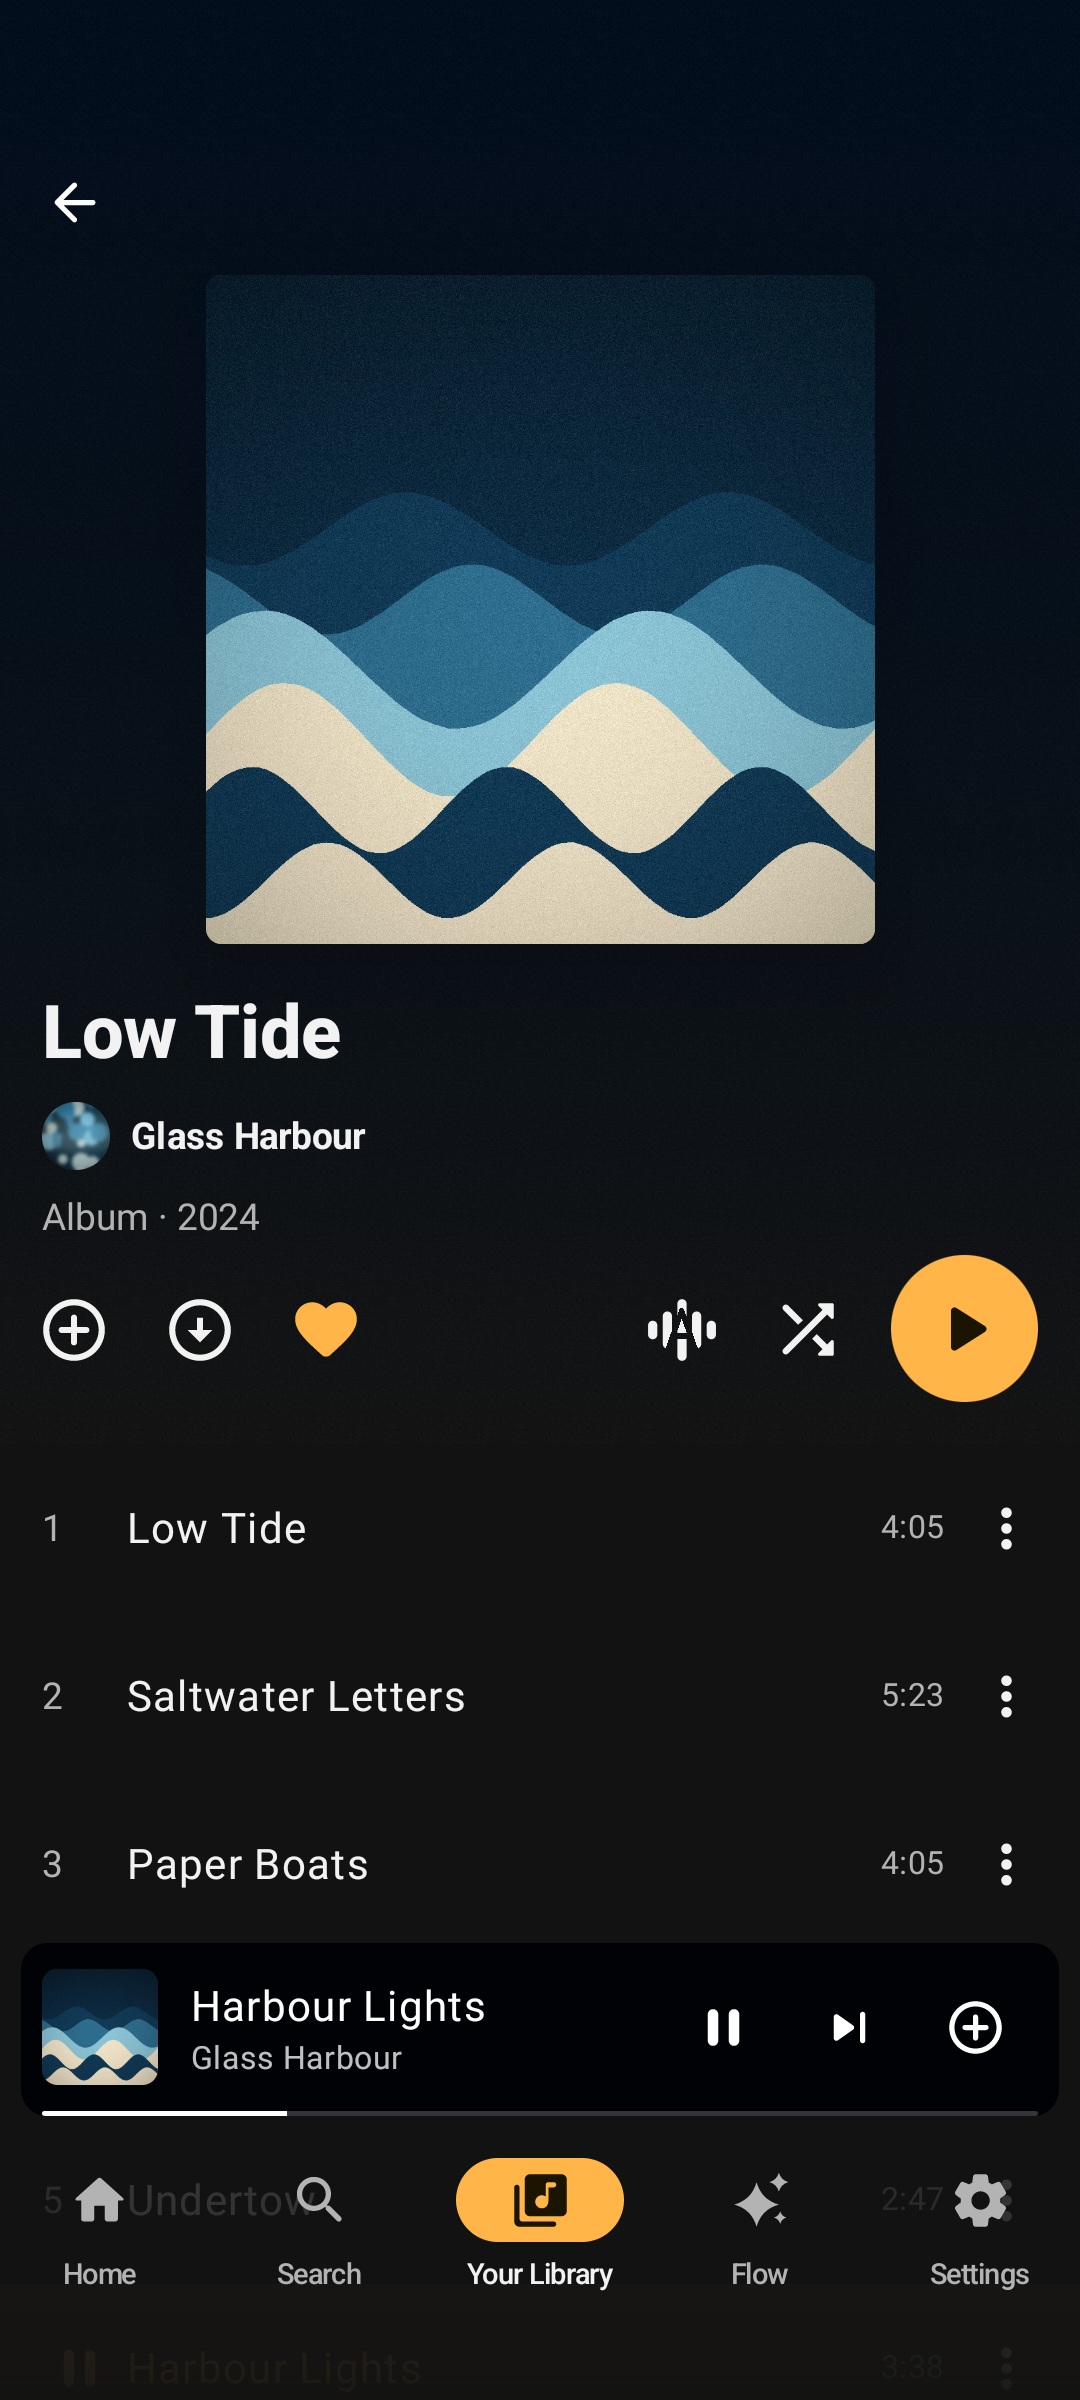 Low Tide
Glass Harbour
Album · 2024
1 Low Tide 4:05
2 Saltwater Letters 5:23
3 Paper Boats 4:05
Harbour Lights
Glass Harbour
5 Undertow 2:47
Home Search Your Library Flow Settings
Harbour Lights 3:38